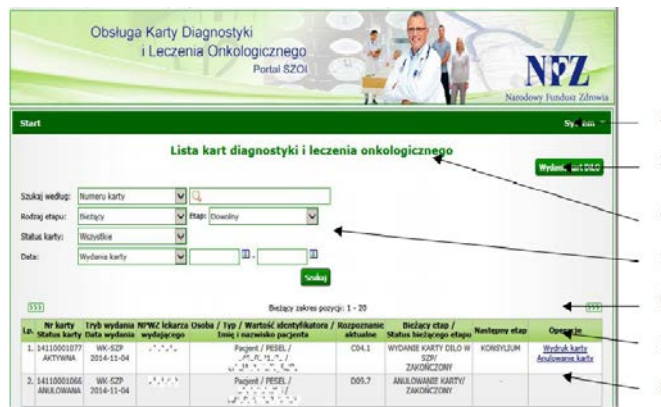 Obsługa Karty Diagnostyki
i Leczenia Onkologicznego
Portal SZOI
NFZ
Narodowy Fundusz Zdrowia
Start
System
Lista kart diagnostyki i leczenia onkologicznego
DILO
Szukaj według: Numeru karty
Rodzaj etapu: Bieżący Etap: Dowolny
Status karty: Wszystkie
Data: Wydania karty -
Szukaj
Bieżący zakres pozycji: 1 - 20
Lp. Nr karty Status karty Tryb wydania Data wydania NPWZ lekarza wydającego Osoba / Typ / Wartość identyfikatora / Imię i nazwisko pacjenta Rozpoznanie aktualne Bieżący etap / Status bieżącego etapu Następny etap Operacje
1. 14110001077 WK-SZP Pacjent / PESEL / C04.1 WYDANIE KARTY DILO W KONSYLIUM Wydruk karty
AKTYWNA 2014-11-04 SZP/ Anulowanie karty
ZAKOŃCZONY
2. 14110001066 WK-SZP Pacjent / PESEL / D09.7 ANULOWANIE KARTY/ -
ANULOWANA 2014-11-04 ZAKOŃCZONY